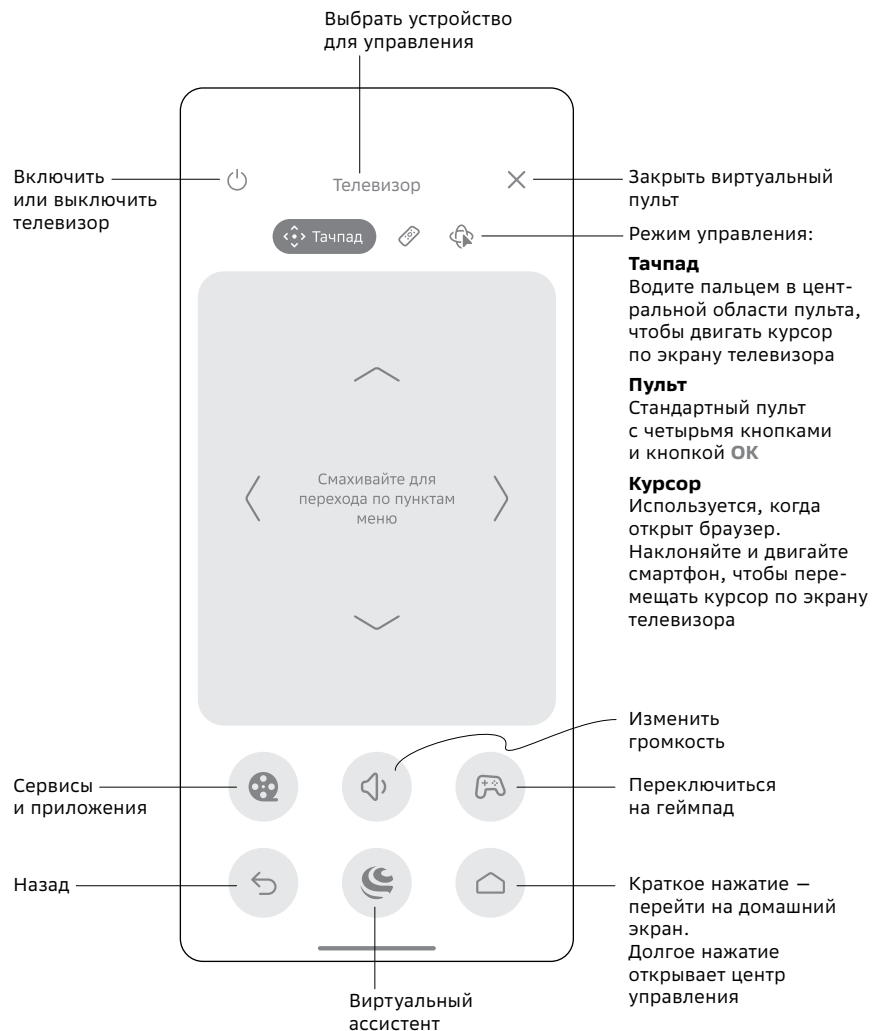 Выбрать устройство
для управления
Включить
или выключить
телевизор
Телевизор
Закрыть виртуальный
пульт
Тачпад
Режим управления:
Тачпад
Водите пальцем в цент-
ральной области пульта,
чтобы двигать курсор
по экрану телевизора
Пульт
Стандартный пульт
с четырьмя кнопками
и кнопкой ОК
Курсор
Используется, когда
открыт браузер.
Наклоняйте и двигайте
смартфон, чтобы пере-
мещать курсор по экрану
телевизора
Смахивайте для
перехода по пунктам
меню
Изменить
громкость
Сервисы
и приложения
Переключиться
на геймпад
Назад
Краткое нажатие —
перейти на домашний
экран.
Долгое нажатие
открывает центр
управления
Виртуальный
ассистент